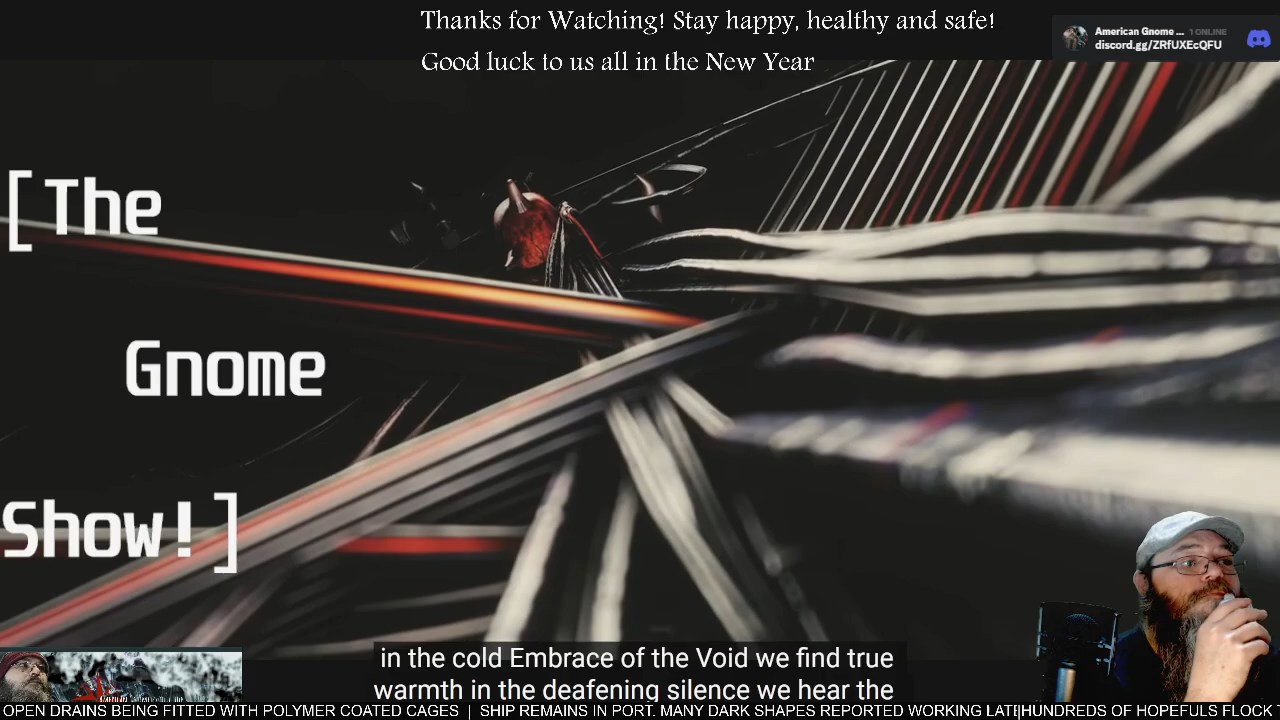 Thanks for Watching! Stay happy, healthy and safe!
Good luck to us all in the New Year
American Gnome ... 1 ONLINE
discord.gg/ZRfUXEcQFU
[The
Gnome
Show!]
in the cold Embrace of the Void we find true
warmth in the deafening silence we hear the
OPEN DRAINS BEING FITTED WITH POLYMER COATED CAGES | SHIP REMAINS IN PORT. MANY DARK SHAPES REPORTED WORKING LATE|HUNDREDS OF HOPEFULS FLOCK